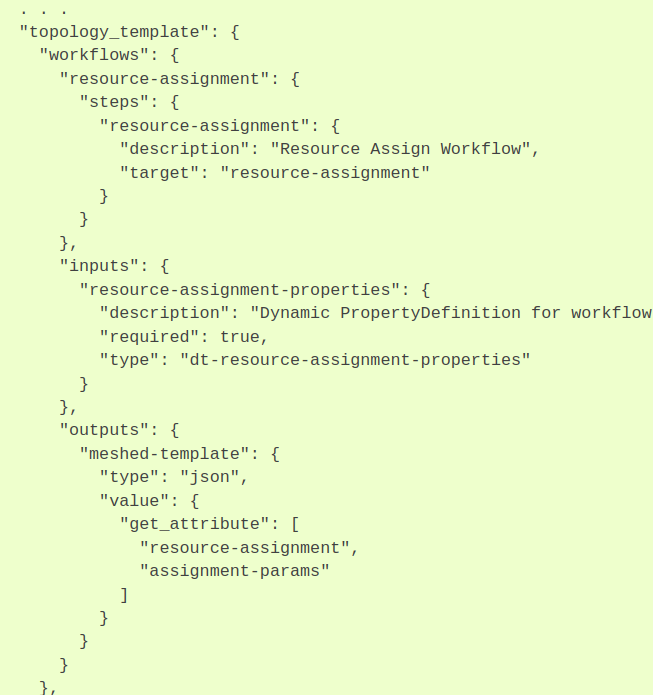 . . .
"topology_template": {
  "workflows": {
    "resource-assignment": {
      "steps": {
        "resource-assignment": {
          "description": "Resource Assign Workflow",
          "target": "resource-assignment"
        }
      }
    },
    "inputs": {
      "resource-assignment-properties": {
        "description": "Dynamic PropertyDefinition for workflow
        "required": true,
        "type": "dt-resource-assignment-properties"
      }
    },
    "outputs": {
      "meshed-template": {
        "type": "json",
        "value": {
          "get_attribute": [
            "resource-assignment",
            "assignment-params"
          ]
        }
      }
    }
  },